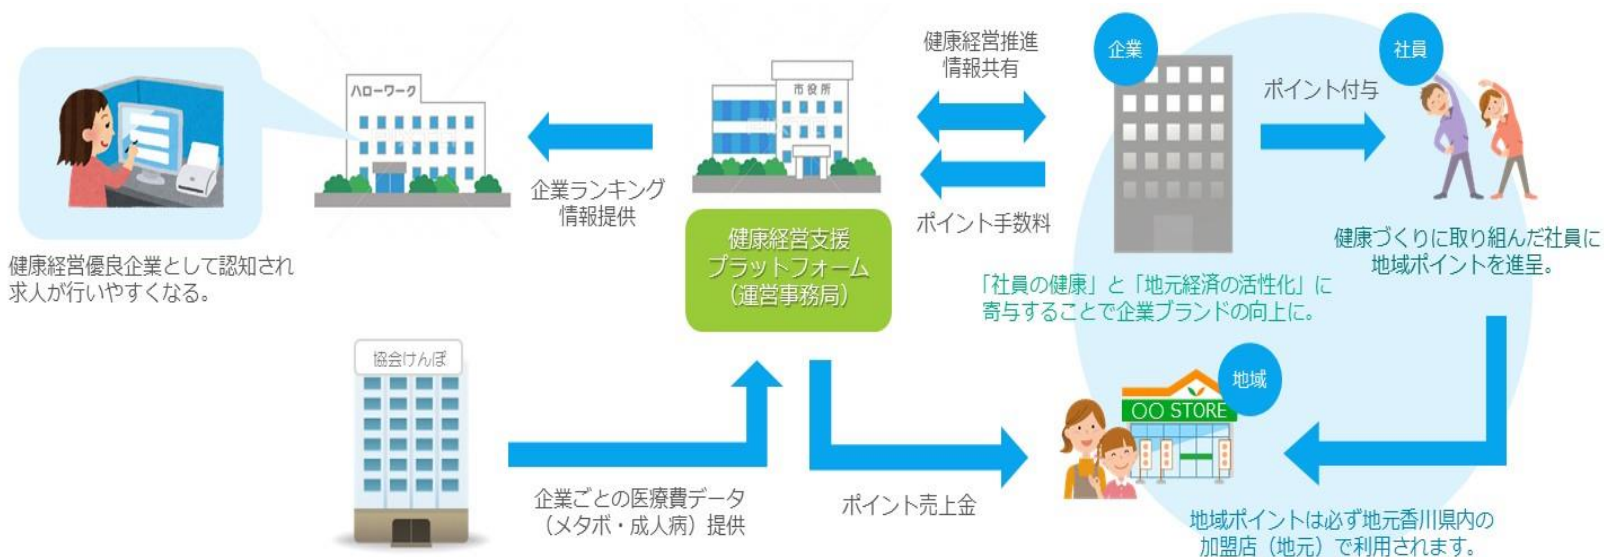 企業
社員
健康経営推進
情報共有
ポイント付与
ハローワーク
市役所
企業ランキング
情報提供
ポイント手数料
健康経営優良企業として認知され
求人が行いやすくなる。
健康経営支援
プラットフォーム
（運営事務局）
健康づくりに取り組んだ社員に
地域ポイントを進呈。
「社員の健康」と「地元経済の活性化」に
寄与することで企業ブランドの向上に。
協会けんぽ
地域
〇〇 STORE
企業ごとの医療費データ
（メタボ・成人病）提供
ポイント売上金
地域ポイントは必ず地元香川県内の
加盟店（地元）で利用されます。